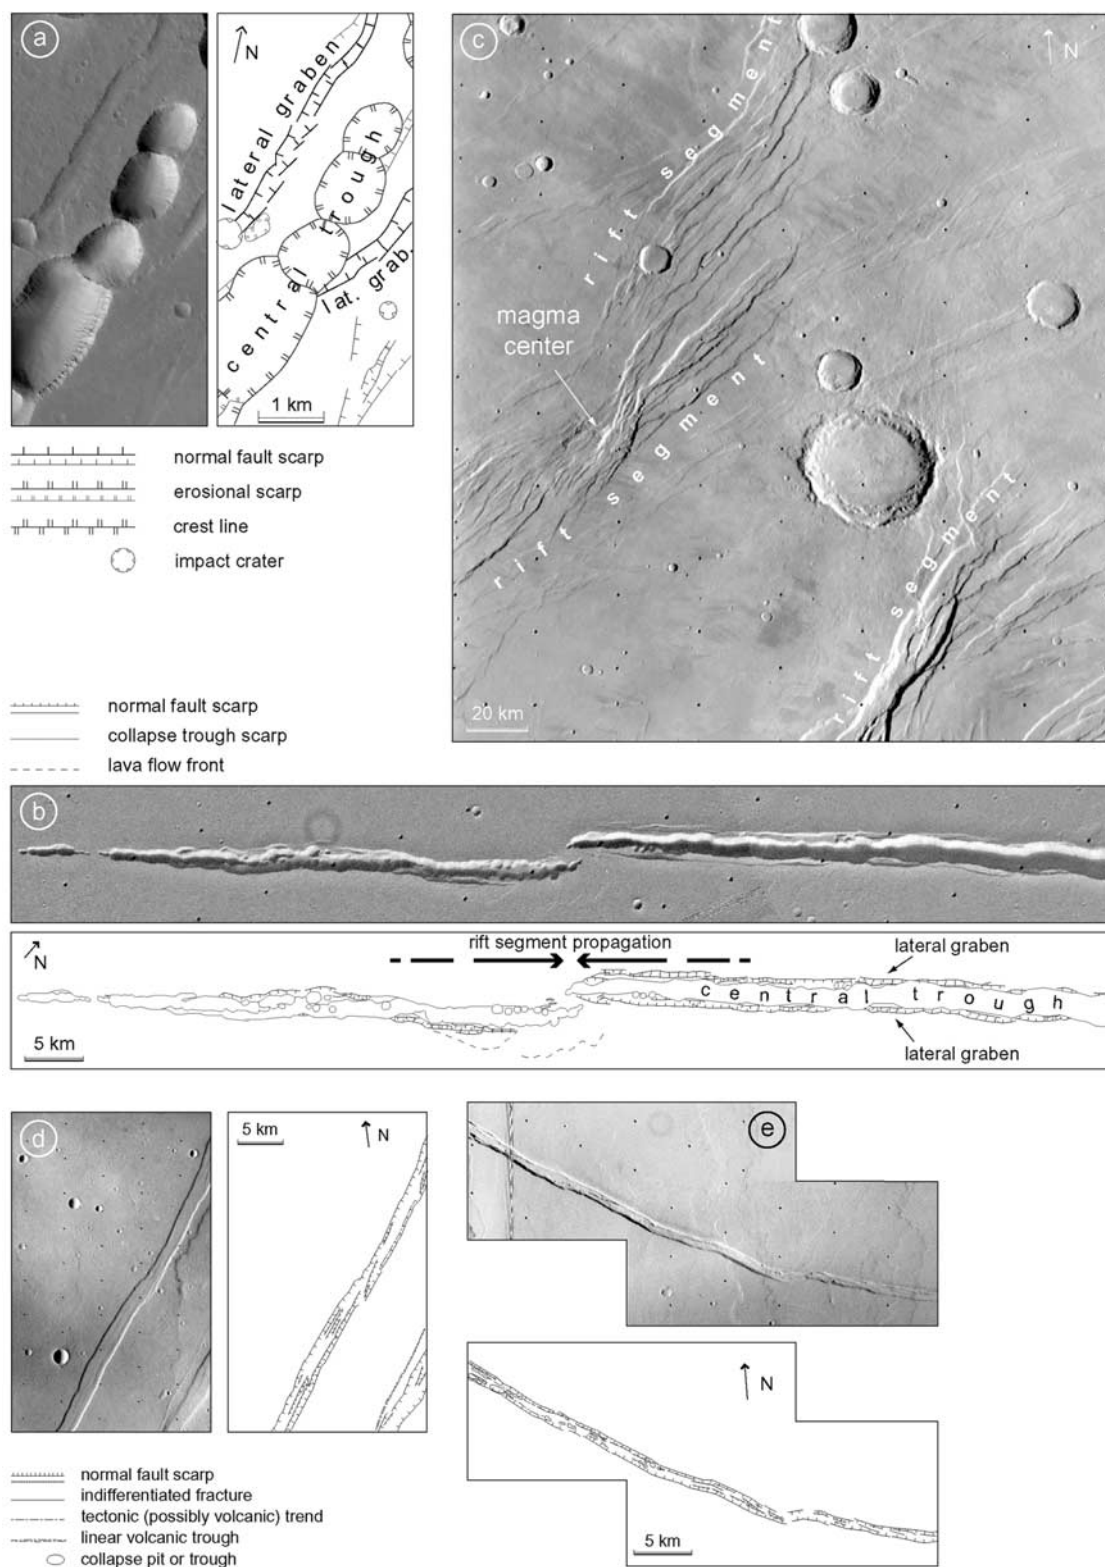 a
N
lateral graben
central trough
lat. grab.
1 km
normal fault scarp
erosional scarp
crest line
impact crater
c
N
rift segment
magma
center
rift segment
rift segment
20 km
normal fault scarp
collapse trough scarp
lava flow front
b
N
rift segment propagation
lateral graben
central trough
lateral graben
5 km
d
5 km
N
e
N
5 km
normal fault scarp
indifferentiated fracture
tectonic (possibly volcanic) trend
linear volcanic trough
collapse pit or trough